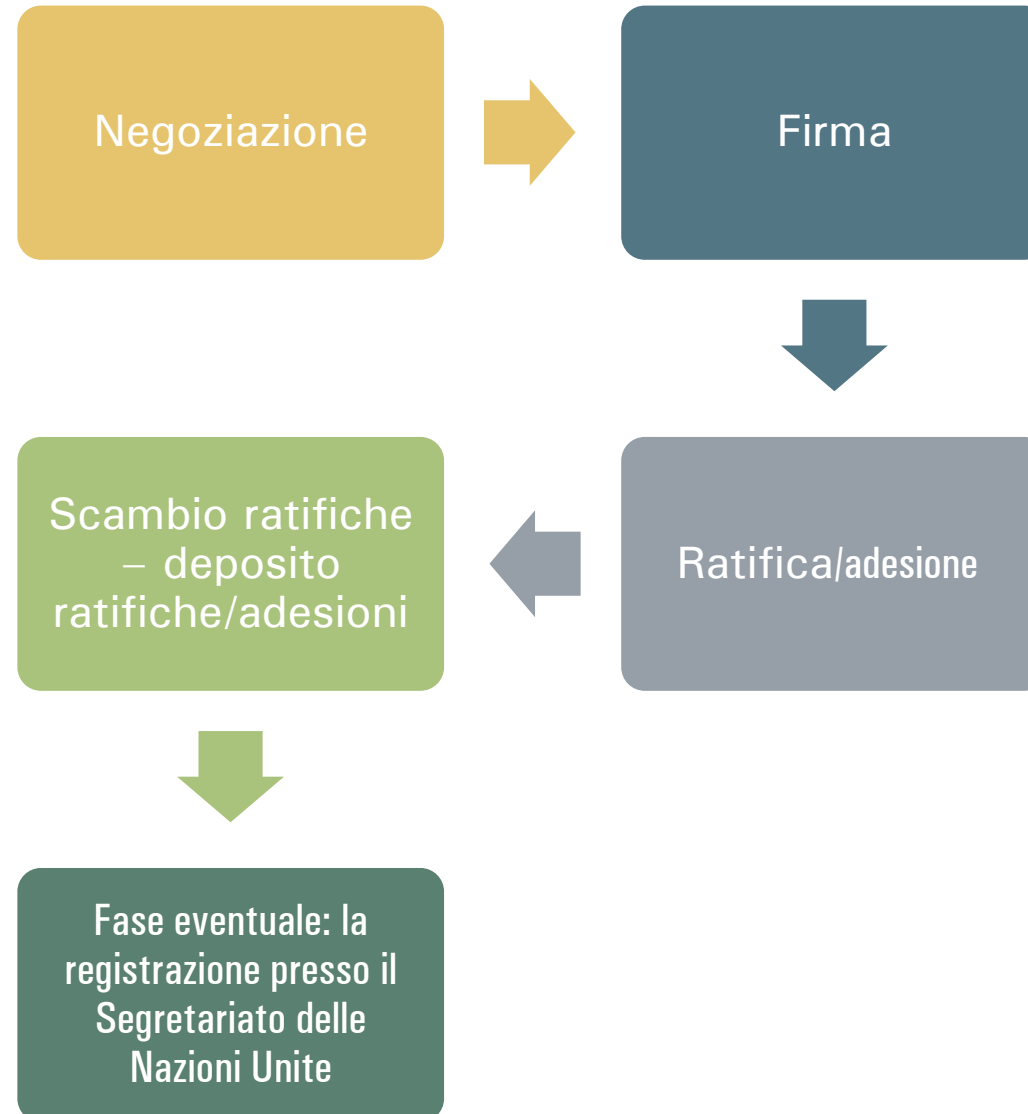 Negoziazione
Firma
Ratifica/adesione
Scambio ratifiche
– deposito
ratifiche/adesioni
Fase eventuale: la
registrazione presso il
Segretariato delle
Nazioni Unite